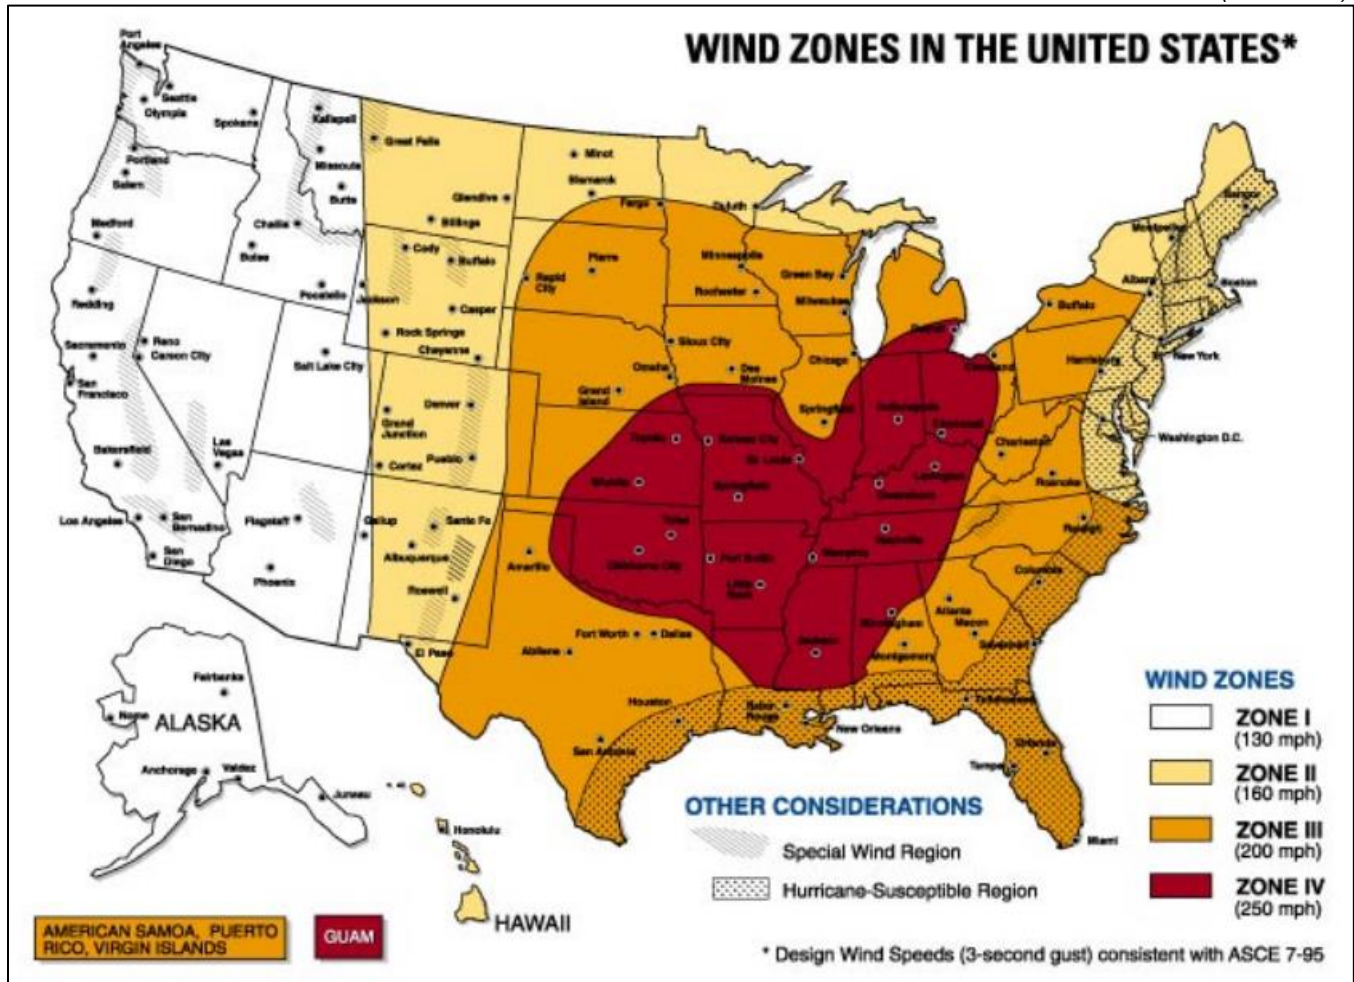 WIND ZONES IN THE UNITED STATES*
Port
Angeles
Seattle
Olympia
Spokane
Kalispell
Great Falls
Missoula
Butte
Portland
Salem
Medford
Challis
Boise
Pocatello
Jackson
Glendive
Billings
Cody
Buffalo
Casper
Rock Springs
Cheyenne
Minot
Bismarck
Fargo
Duluth
Pierre
Rapid
City
Minneapolis
Rochester
Green Bay
Milwaukee
Sioux City
Omaha
Des
Moines
Grand
Island
Chicago
Springfield
Detroit
Cleveland
Buffalo
Albany
Montpelier
Bangor
Boston
New York
Harrisburg
Washington D.C.
Redding
Reno
Carson City
Sacramento
San
Francisco
Salt Lake City
Bakersfield
Las
Vegas
Los Angeles
San
Bernadino
San
Diego
Flagstaff
Phoenix
Gallup
Grand
Junction
Denver
Pueblo
Cortez
Santa Fe
Albuquerque
Roswell
El Paso
Amarillo
Topeka
Kansas City
St. Louis
Wichita
Springfield
Tulsa
Oklahoma City
Fort Smith
Little
Rock
Memphis
Nashville
Indianapolis
Cincinnati
Lexington
Owensboro
Charleston
Roanoke
Raleigh
Columbia
Atlanta
Macon
Savannah
Birmingham
Montgomery
Jackson
Fort Worth
Dallas
Abilene
Houston
San Antonio
Baton
Rouge
New Orleans
Tallahassee
Orlando
Tampa
Miami
Fairbanks
Nome
ALASKA
Anchorage
Valdez
Juneau
Honolulu
HAWAII
AMERICAN SAMOA, PUERTO
RICO, VIRGIN ISLANDS
GUAM
OTHER CONSIDERATIONS
Special Wind Region
Hurricane-Susceptible Region
WIND ZONES
ZONE I
(130 mph)
ZONE II
(160 mph)
ZONE III
(200 mph)
ZONE IV
(250 mph)
* Design Wind Speeds (3-second gust) consistent with ASCE 7-95